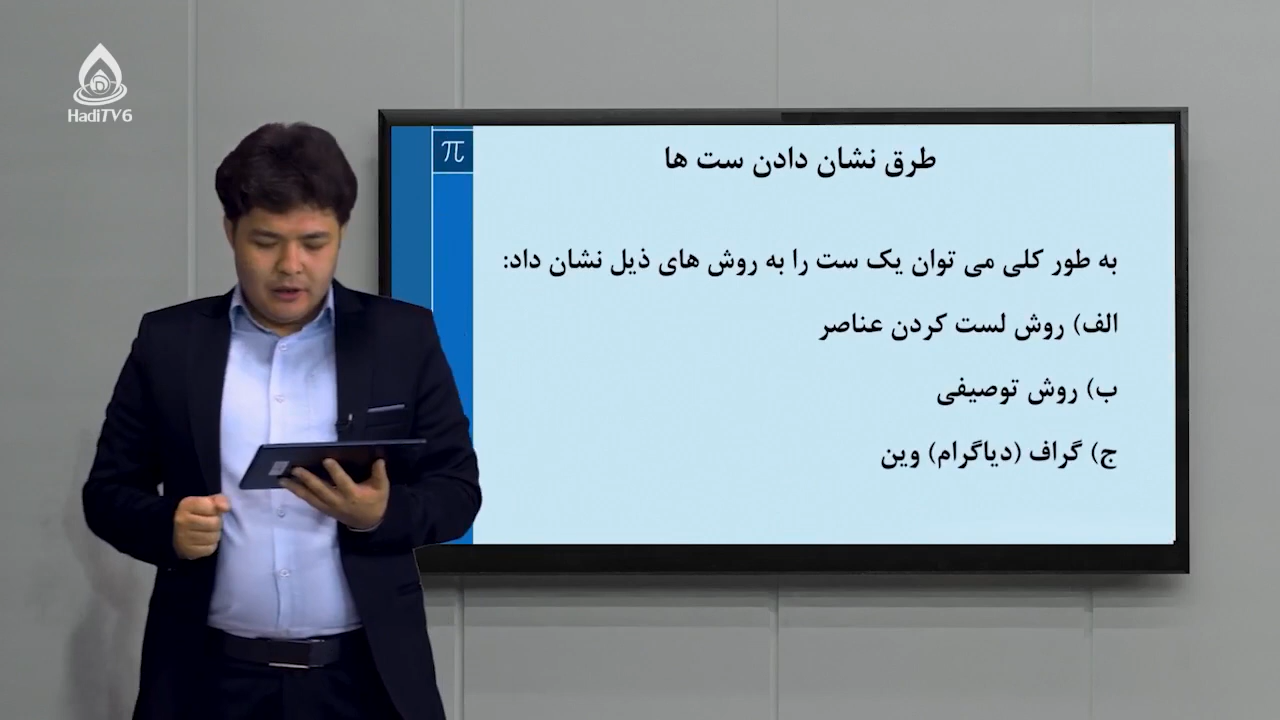 HadiTV6
π
طرق نشان دادن ست ها
به طور کلی می توان یک ست را به روش های ذیل نشان داد:
الف) روش لست کردن عناصر
ب) روش توصیفی
ج) گراف (دیاگرام) وین